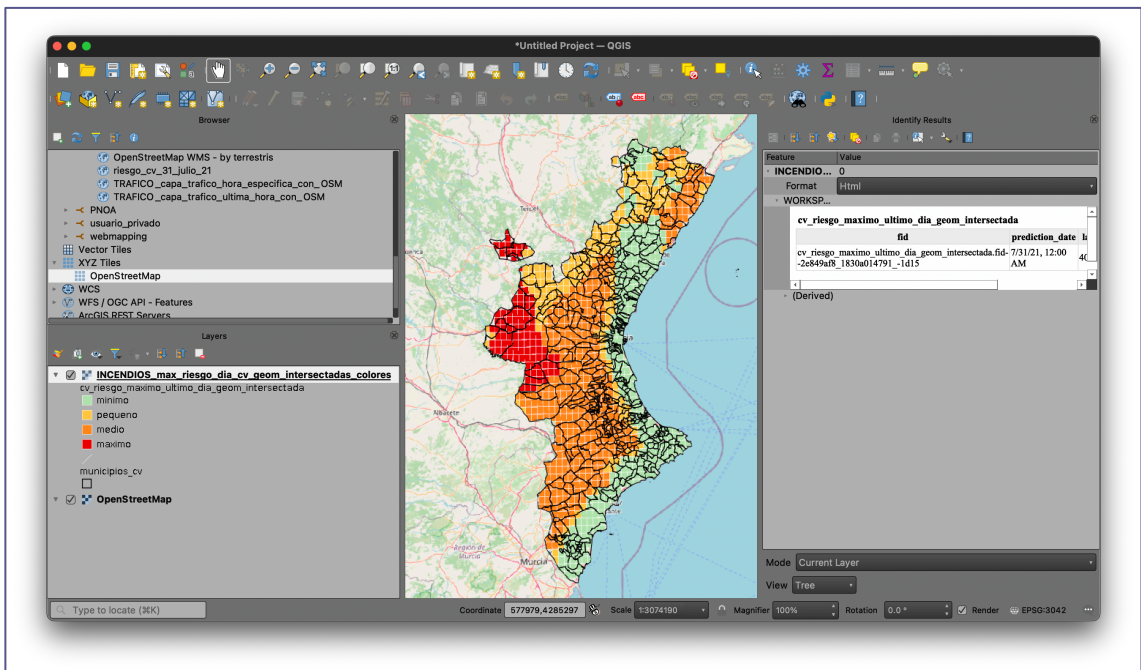 *Untitled Project — QGIS
Browser
OpenStreetMap WMS - by terrestris
riesgo_cv_31_julio_21
TRAFICO_capa_trafico_hora_especifica_con_OSM
TRAFICO_capa_trafico_ultima_hora_con_OSM
PNOA
usuario_privado
webmapping
Vector Tiles
XYZ Tiles
OpenStreetMap
WCS
WFS / OGC API - Features
ArcGIS REST Servers
Layers
INCENDIOS_max_riesgo_dia_cv_geom_intersectadas_colores
cv_riesgo_maximo_ultimo_dia_geom_intersectada
minimo
pequeno
medio
maximo
municipios_cv
OpenStreetMap
Teruel
Albacete
Región de
Murcia
Murcia
Identify Results
Feature Value
INCENDIO... 0
Format Html
WORKSP...
cv_riesgo_maximo_ultimo_dia_geom_intersectada
fid prediction_date
cv_riesgo_maximo_ultimo_dia_geom_intersectada.fid- 7/31/21, 12:00
-2e849af8_1830a014791_-1d15 AM
(Derived)
Mode Current Layer
View Tree
Type to locate (⌘K)
Coordinate 577979,4285297 Scale 1:3074190 Magnifier 100% Rotation 0.0 ° Render EPSG:3042